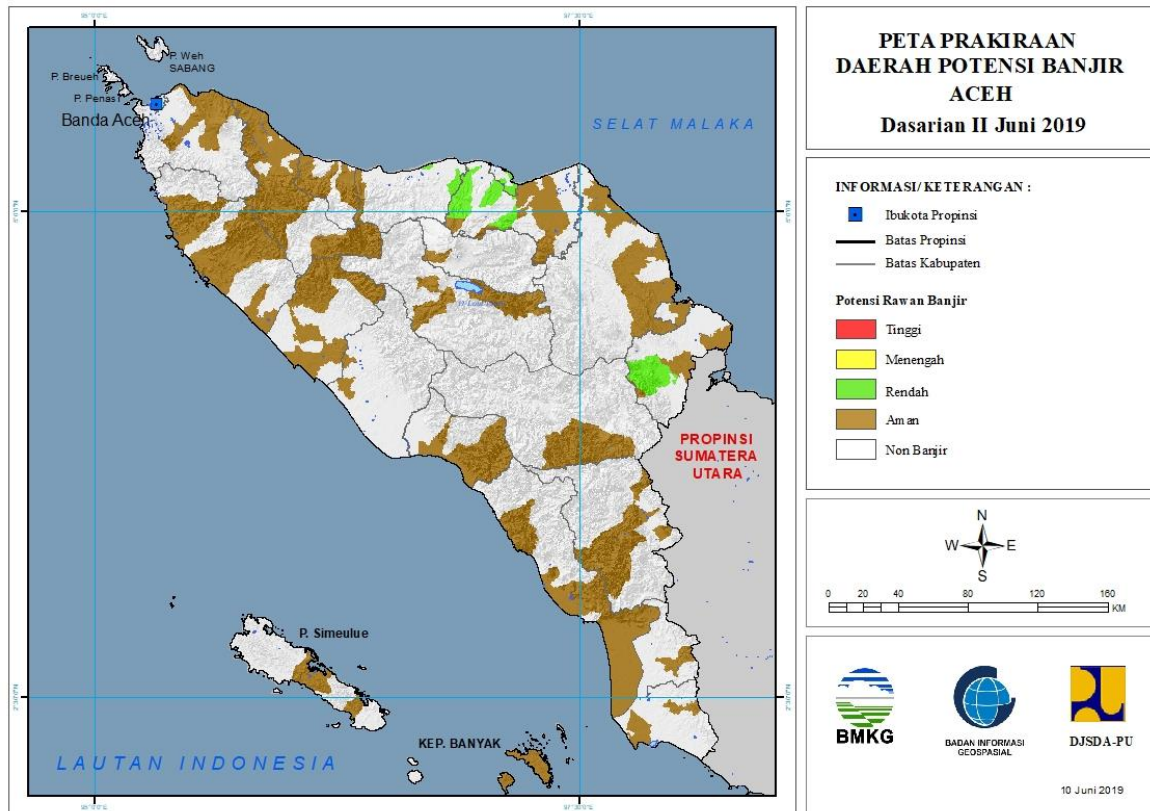 PETA PRAKIRAAN
DAERAH POTENSI BANJIR
ACEH
Dasarian II Juni 2019
INFORMASI/ KETERANGAN :
Ibukota Propinsi
Batas Propinsi
Batas Kabupaten
Potensi Rawan Banjir
Tinggi
Menengah
Rendah
Aman
Non Banjir
N
W E
S
0 20 40 80 120 160
KM
BMKG
BADAN INFORMASI
GEOSPASIAL
DJSDA-PU
10 Juni 2019
P. Weh
SABANG
P. Breueh
P. Penasi
Banda Aceh
SELAT MALAKA
PROPINSI
SUMATERA
UTARA
P. Simeulue
KEP. BANYAK
LAUTAN INDONESIA